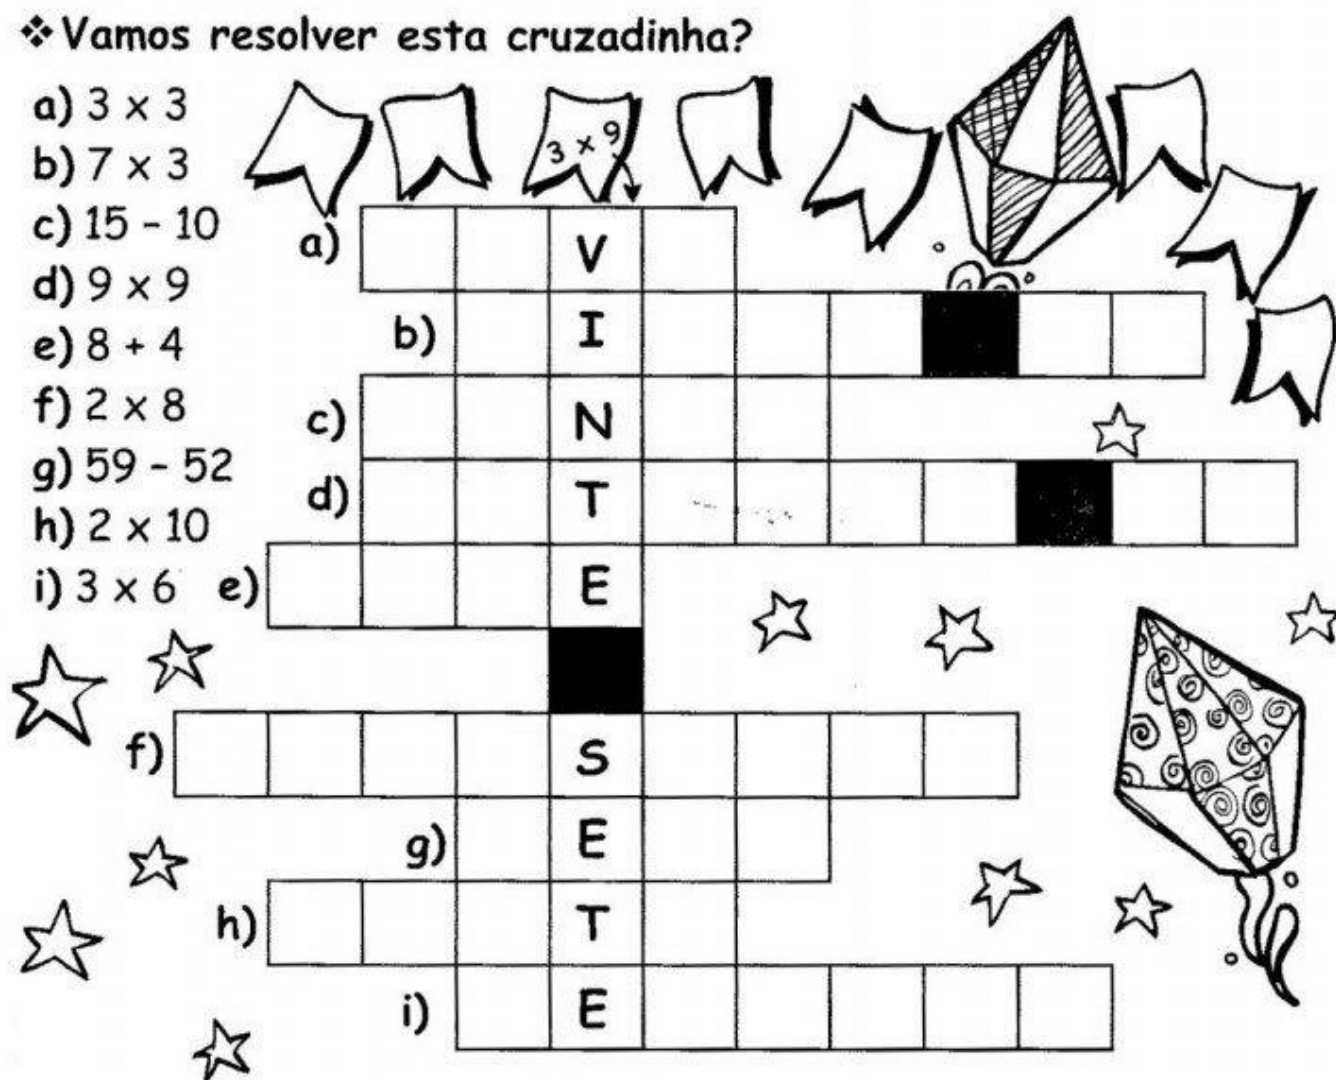 ❖Vamos resolver esta cruzadinha?
a) 3 x 3
b) 7 x 3
c) 15 - 10
d) 9 x 9
e) 8 + 4
f) 2 x 8
g) 59 - 52
h) 2 x 10
i) 3 x 6
3 x 9
a) V
b) I
c) N
d) T
e) E
f) S
g) E
h) T
i) E